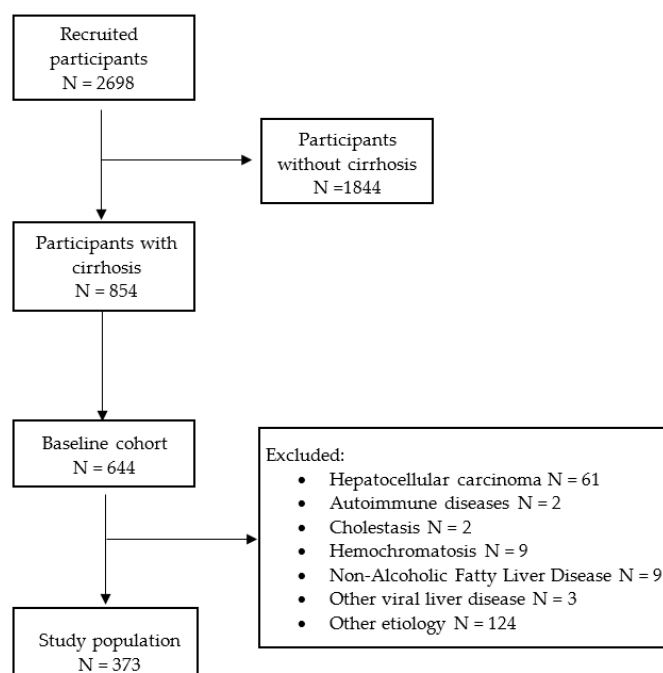 Recruited
participants
N = 2698
Participants
without cirrhosis
N =1844
Participants with
cirrhosis
N = 854
Baseline cohort
N = 644
Excluded:
• Hepatocellular carcinoma N = 61
• Autoimmune diseases N = 2
• Cholestasis N = 2
• Hemochromatosis N = 9
• Non-Alcoholic Fatty Liver Disease N = 9
• Other viral liver disease N = 3
• Other etiology N = 124
Study population
N = 373